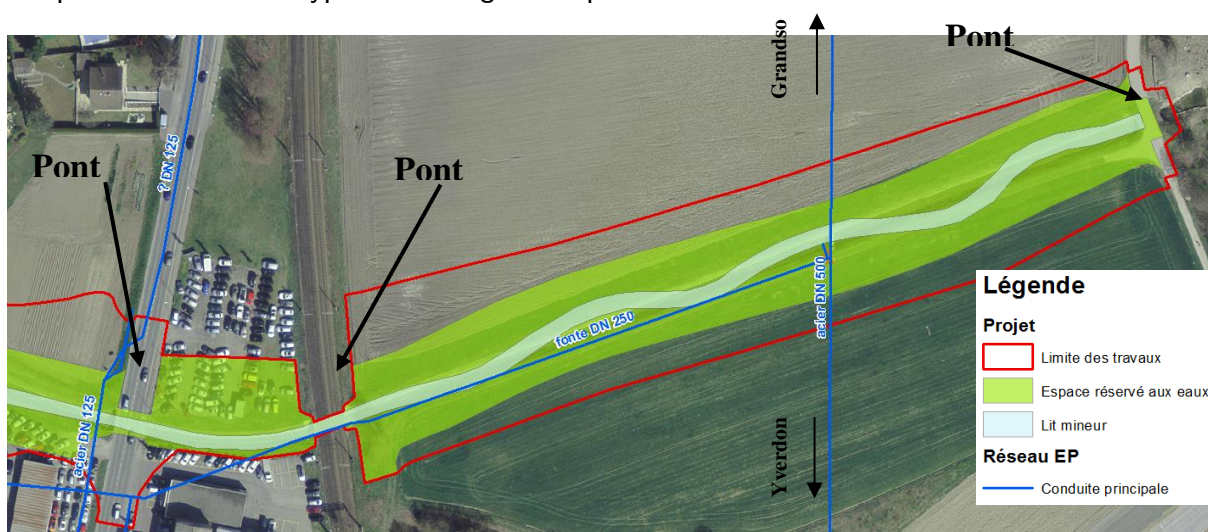 Grandso
Pont
Pont
Pont
? DN 125
acier DN 125
fonte DN 250
acier DN 500
Yverdon
Légende
Projet
Limite des travaux
Espace réservé aux eaux
Lit mineur
Réseau EP
Conduite principale